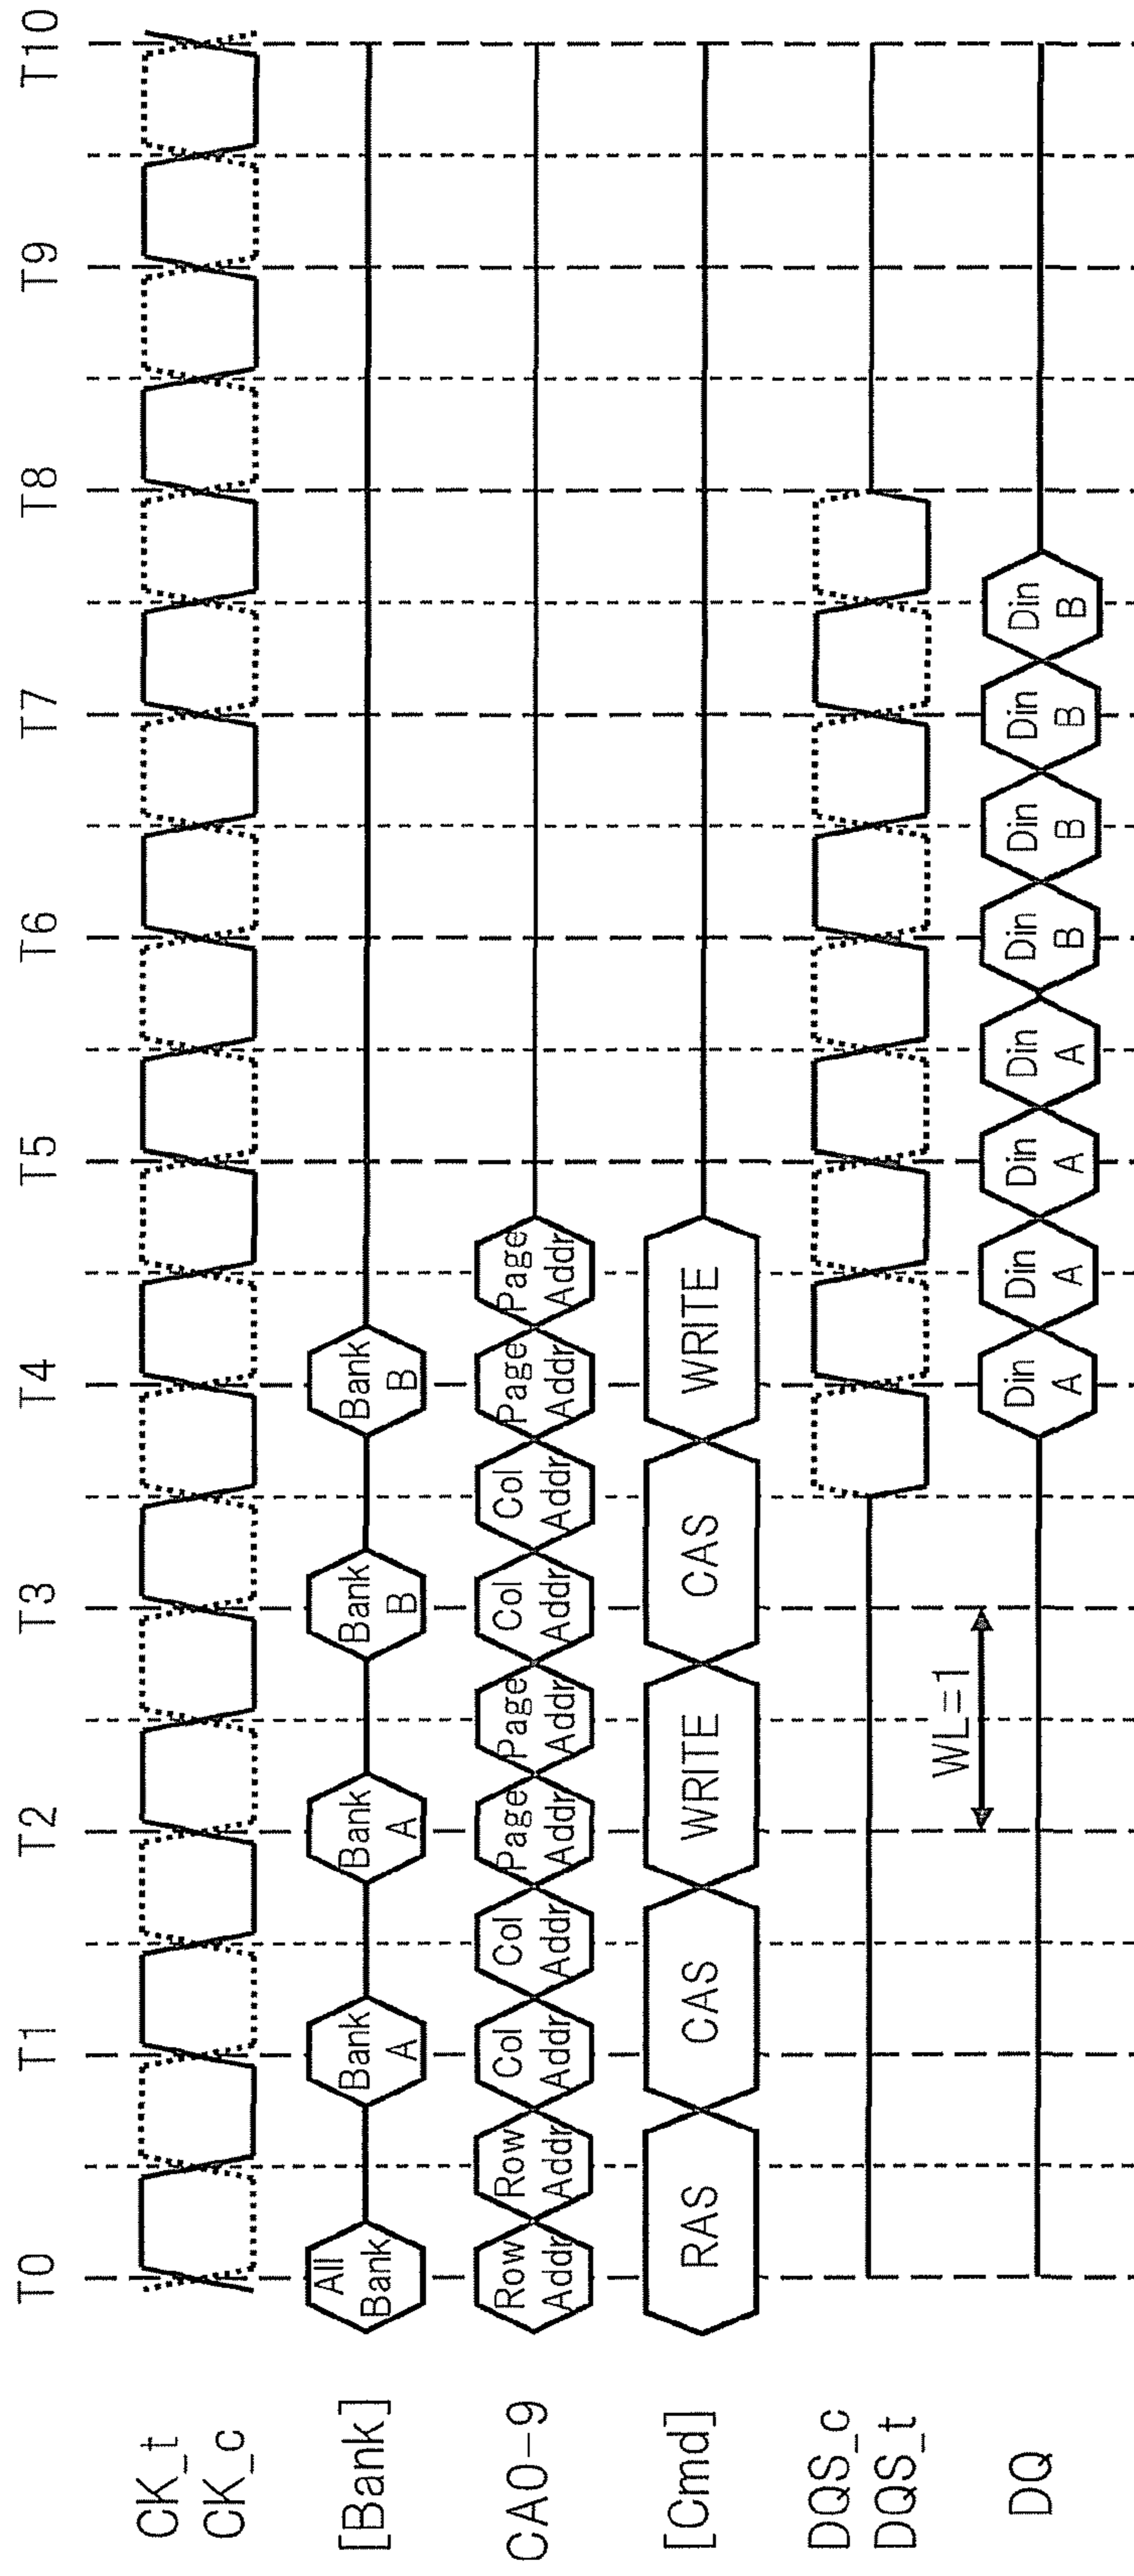 T0 T1 T2 T3 T4 T5 T6 T7 T8 T9 T10
CK_t
CK_c
[Bank]
All
Bank
Bank
A
Bank
A
Bank
B
Bank
B
CA0-9
Row
Addr
Row
Addr
Col
Addr
Col
Addr
Page
Addr
Page
Addr
Col
Addr
Col
Addr
Page
Addr
Page
Addr
[Cmd]
RAS
CAS
WRITE
CAS
WRITE
DQS_c
DQS_t
WL=1
DQ
Din
A
Din
A
Din
A
Din
A
Din
B
Din
B
Din
B
Din
B